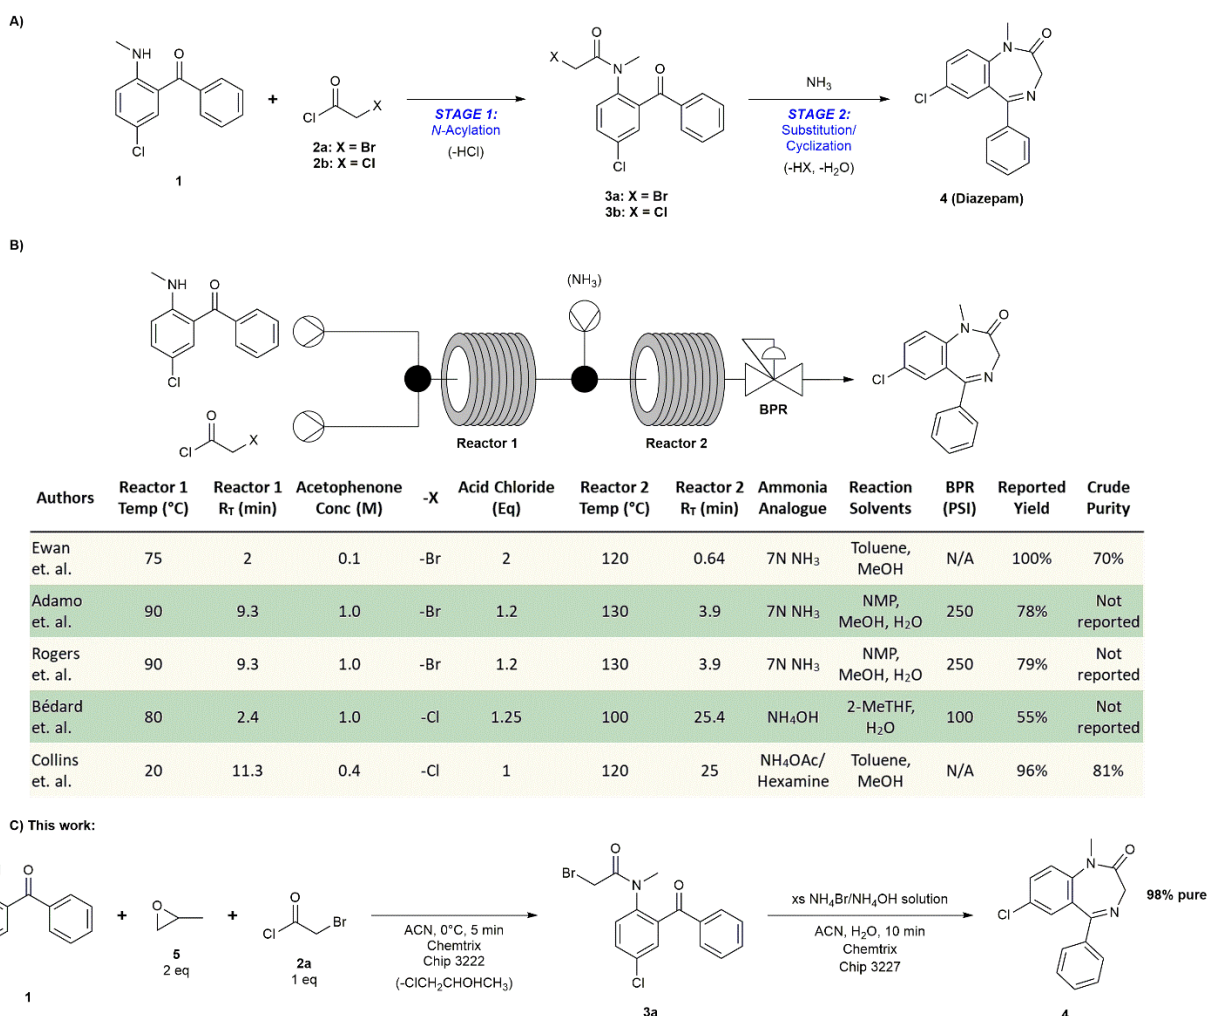 A)
NH
O
Cl
1
+
O
Cl
X
2a: X = Br
2b: X = Cl
STAGE 1:
N-Acylation
(-HCl)
O
X
N
O
Cl
3a: X = Br
3b: X = Cl
NH3
STAGE 2:
Substitution/
Cyclization
(-HX, -H2O)
N
O
Cl
N
4 (Diazepam)
B)
NH
O
Cl
O
Cl
X
Reactor 1
(NH3)
Reactor 2
BPR
N
O
Cl
N
Authors Reactor 1 Temp (°C) Reactor 1 RT (min) Acetophenone Conc (M) -X Acid Chloride (Eq) Reactor 2 Temp (°C) Reactor 2 RT (min) Ammonia Analogue Reaction Solvents BPR (PSI) Reported Yield Crude Purity
Ewan et. al. 75 2 0.1 -Br 2 120 0.64 7N NH3 Toluene, MeOH N/A 100% 70%
Adamo et. al. 90 9.3 1.0 -Br 1.2 130 3.9 7N NH3 NMP, MeOH, H2O 250 78% Not reported
Rogers et. al. 90 9.3 1.0 -Br 1.2 130 3.9 7N NH3 NMP, MeOH, H2O 250 79% Not reported
Bédard et. al. 80 2.4 1.0 -Cl 1.25 100 25.4 NH4OH 2-MeTHF, H2O 100 55% Not reported
Collins et. al. 20 11.3 0.4 -Cl 1 120 25 NH4OAc/ Hexamine Toluene, MeOH N/A 96% 81%
C) This work:
O
1
+
O
5
2 eq
+
O
Cl
Br
2a
1 eq
ACN, 0°C, 5 min
Chemtrix
Chip 3222
(-ClCH2CHOHCH3)
O
Br
N
O
Cl
3a
xs NH4Br/NH4OH solution
ACN, H2O, 10 min
Chemtrix
Chip 3227
N
O
Cl
N
4
98% pure